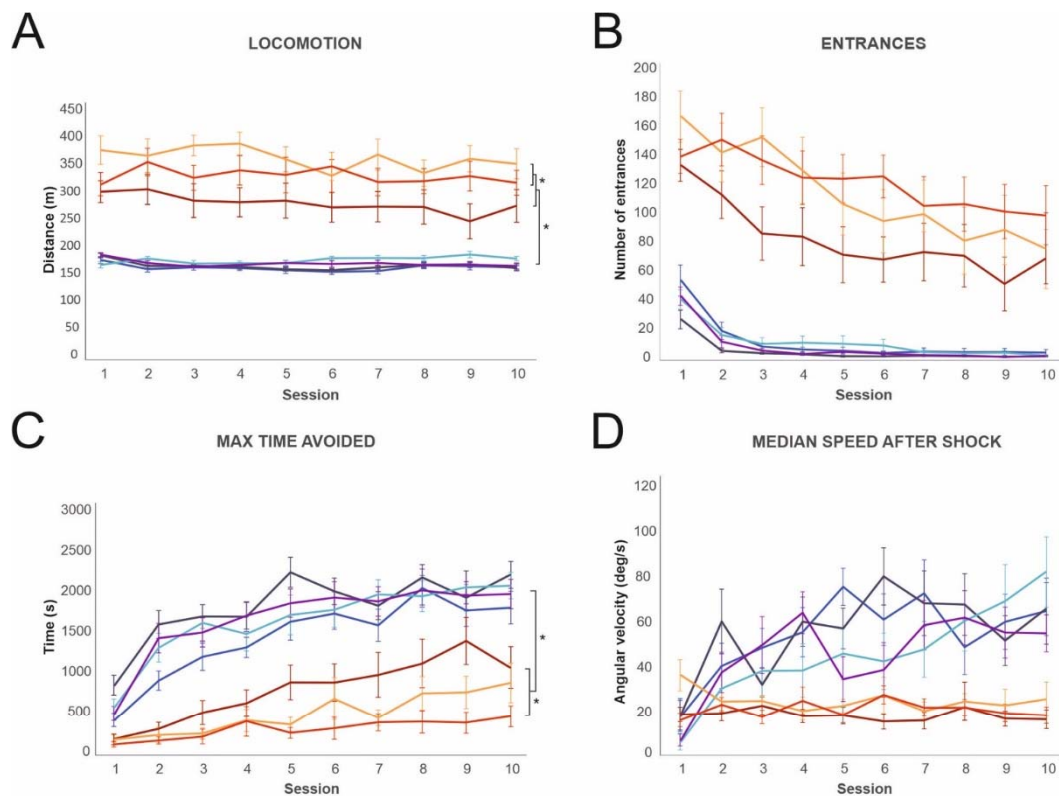 A
LOCOMOTION
Distance (m)
450
400
350
300
250
200
150
100
50
0
1 2 3 4 5 6 7 8 9 10
Session
*
*
B
ENTRANCES
Number of entrances
200
180
160
140
120
100
80
60
40
20
0
1 2 3 4 5 6 7 8 9 10
Session
C
MAX TIME AVOIDED
Time (s)
3000
2500
2000
1500
1000
500
0
1 2 3 4 5 6 7 8 9 10
Session
*
*
D
MEDIAN SPEED AFTER SHOCK
Angular velocity (deg/s)
120
100
80
60
40
20
0
1 2 3 4 5 6 7 8 9 10
Session